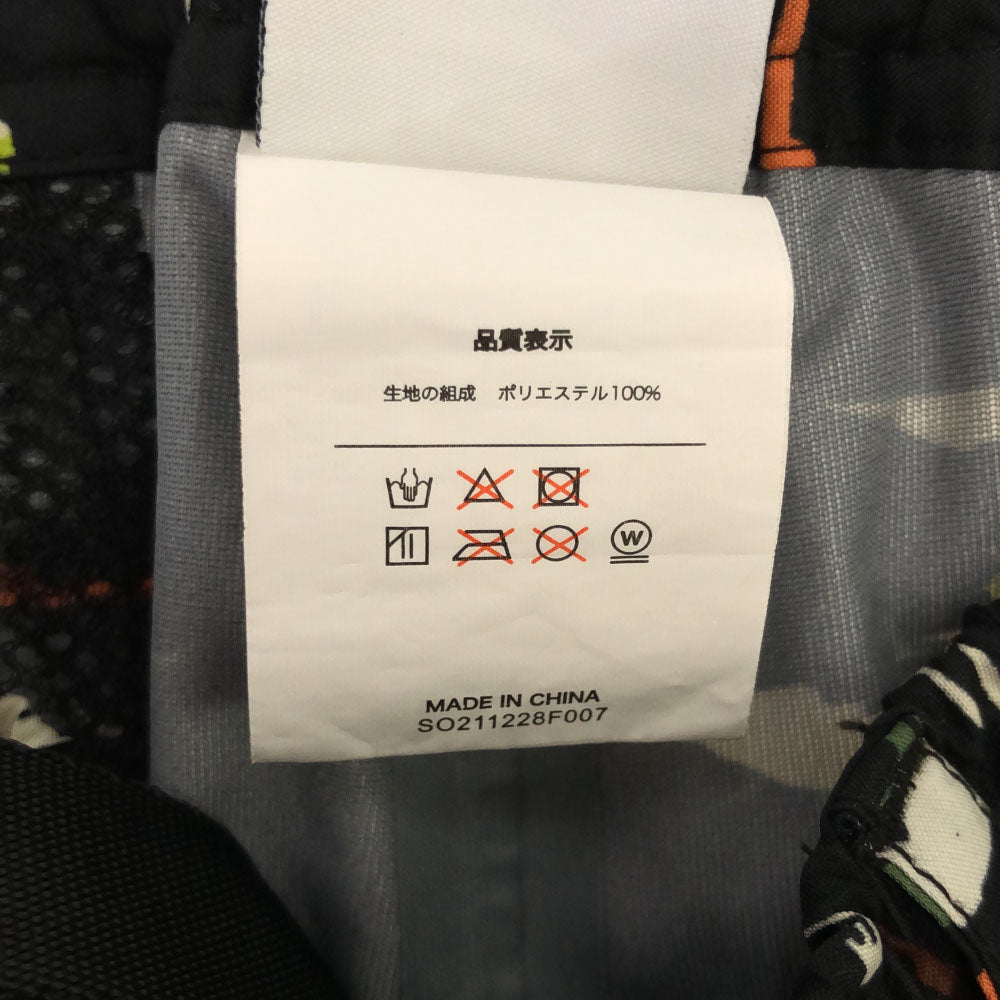 品質表示
生地の組成 ポリエステル100%
W
MADE IN CHINA
SO211228F007